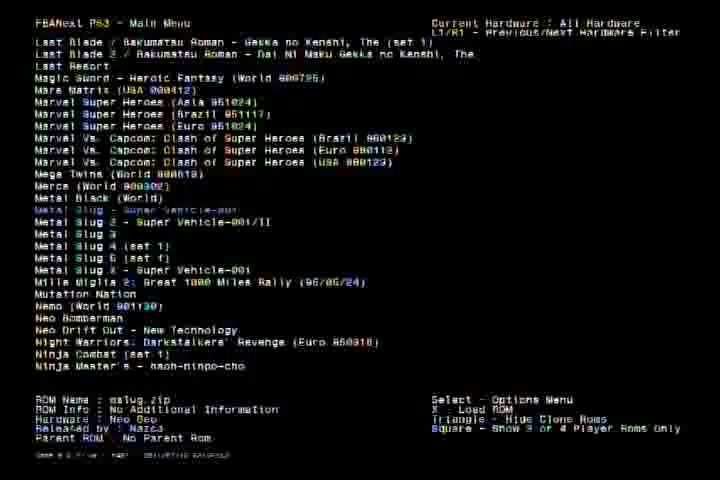 FBANext PS3 - Main Menu
Current Hardware : All Hardware
L1/R1 - Previous/Next Hardware Filter
Last Blade / Bakumatsu Roman - Gekka no Kenshi, The (set 1)
Last Blade 2 / Bakumatsu Roman - Dai Ni Maku Gekka no Kenshi, The
Last Resort
Magic Sword - Heroic Fantasy (World 900725)
Mars Matrix (USA 000412)
Marvel Super Heroes (Asia 951024)
Marvel Super Heroes (Brazil 951117)
Marvel Super Heroes (Euro 951024)
Marvel Vs. Capcom: Clash of Super Heroes (Brazil 980123)
Marvel Vs. Capcom: Clash of Super Heroes (Euro 980112)
Marvel Vs. Capcom: Clash of Super Heroes (USA 980123)
Mega Twins (World 900619)
Mercs (World 900302)
Metal Black (World)
Metal Slug - Super Vehicle-001
Metal Slug 2 - Super Vehicle-001/II
Metal Slug 3
Metal Slug 4 (set 1)
Metal Slug 5 (set 1)
Metal Slug X - Super Vehicle-001
Mille Miglia 2: Great 1000 Miles Rally (95/05/24)
Mutation Nation
Nemo (World 901130)
Neo Bomberman
Neo Drift Out - New Technology
Night Warriors: Darkstalkers' Revenge (Euro 950316)
Ninja Combat (set 1)
Ninja Master's - haoh-ninpo-cho
ROM Name : mslug.zip
ROM Info : No Additional Information
Hardware : Neo Geo
Released by : Nazca
Parent ROM : No Parent Rom
Select - Options Menu
X - Load ROM
Triangle - Hide Clone Roms
Square - Show 3 or 4 Player Roms Only